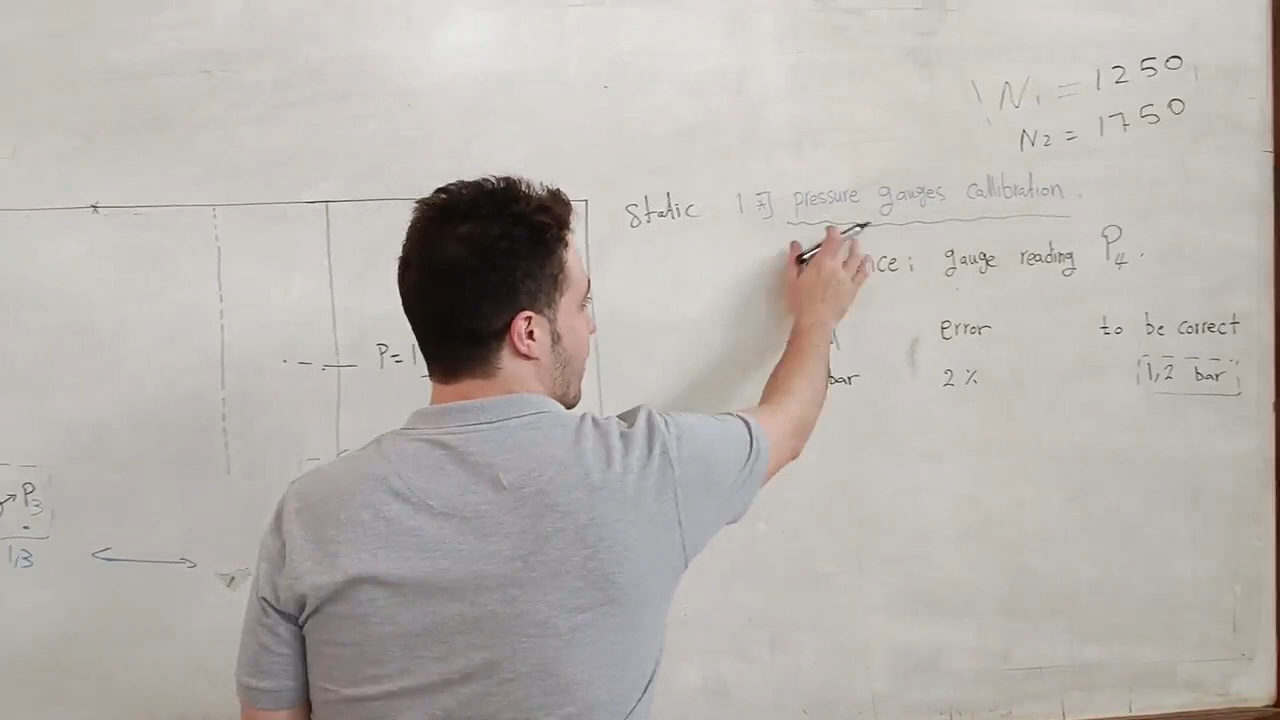 N1 = 1250
N2 = 1750
Static 1 pressure gauges callibration.
gauge reading P4.
error to be correct
bar 2% 1,2 bar
P= 1
P3
1,3